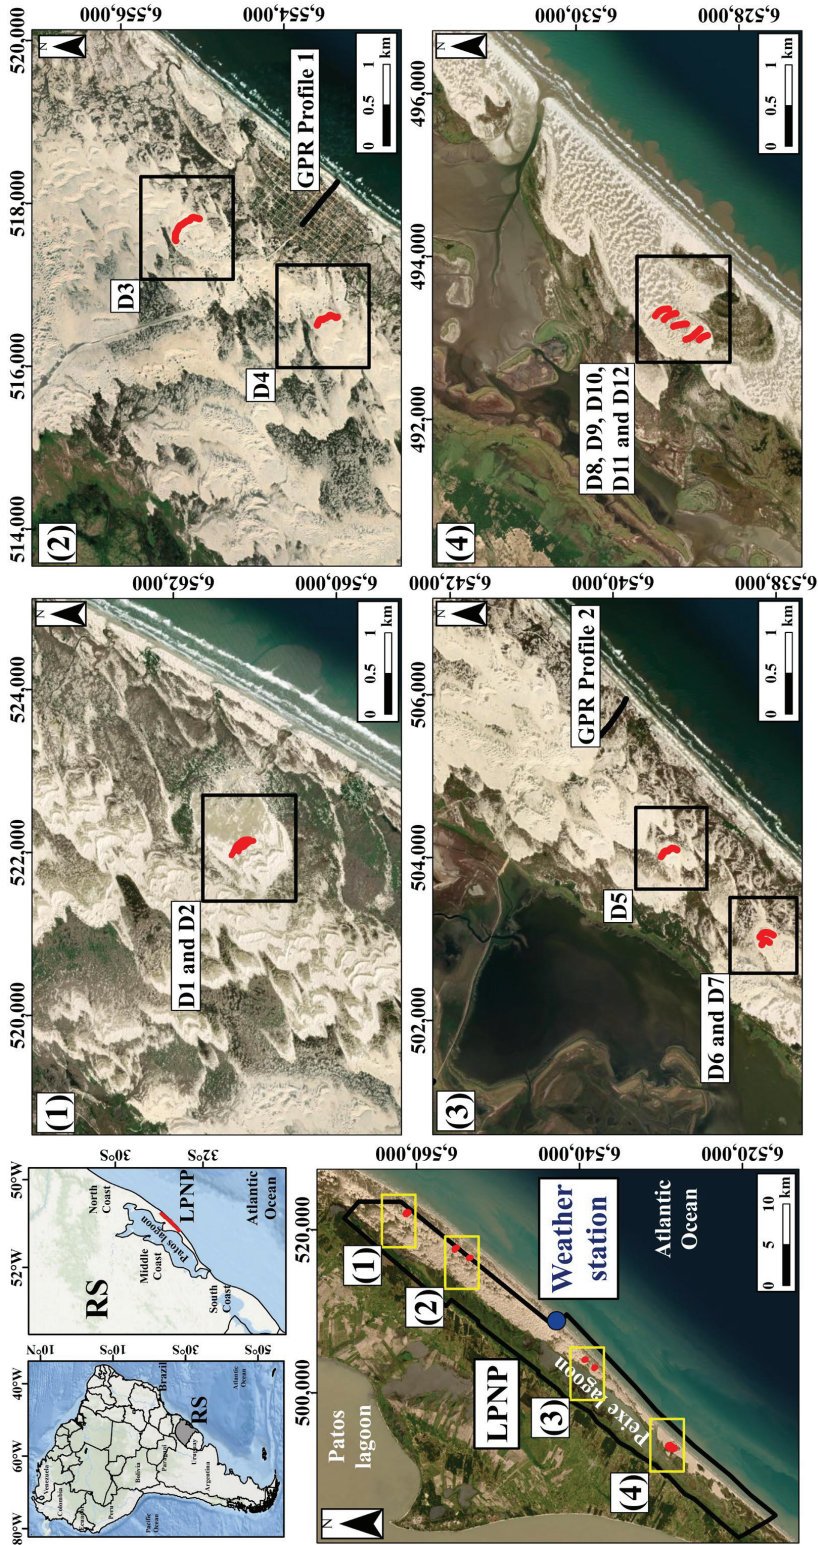 80°W 60°W 40°W
10°N
10°S
30°S
50°S
Venezuela
Colombia
Peru
Brazil
Bolivia
Paraguay
Uruguay
Argentina
Pacific
Ocean
Atlantic
Ocean
RS
52°W 50°W
30°S
32°S
RS
North
Coast
Middle
Coast
Patos lagoon
South
Coast
LPNP
Atlantic
Ocean
520,000 522,000 524,000
6,562,000
6,560,000
(1)
N
D1 and D2
0 0.5 1
km
514,000 516,000 518,000 520,000
6,556,000
6,554,000
(2)
N
D3
D4
GPR Profile 1
0 0.5 1
km
500,000 520,000
6,560,000
6,540,000
6,520,000
N
Patos
lagoon
LPNP
(1)
(2)
(3)
(4)
Peixe lagoon
Weather
station
Atlantic
Ocean
0 5 10
km
502,000 504,000 506,000
6,542,000
6,540,000
6,538,000
(3)
N
GPR Profile 2
D5
D6 and D7
0 0.5 1
km
492,000 494,000 496,000
6,530,000
6,528,000
(4)
N
D8, D9, D10,
D11 and D12
0 0.5 1
km